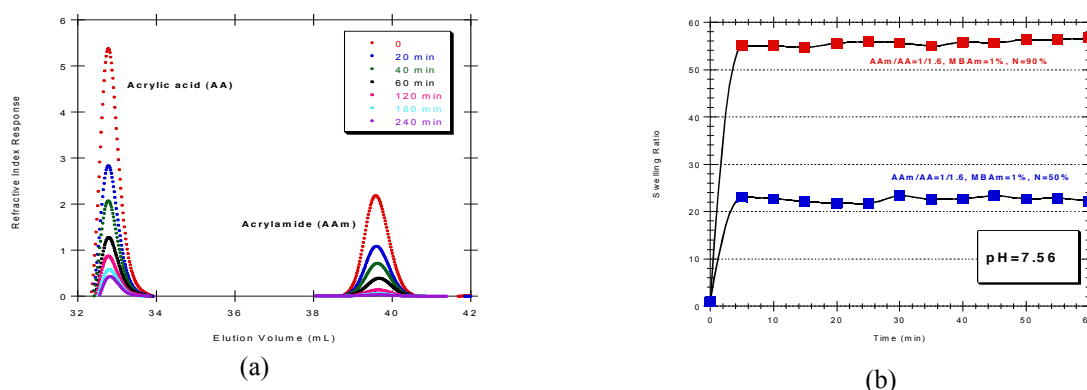 6
5
4
3
2
1
0
32
34
36
38
40
42
Refractive Index Response
Elution Volume (mL)
Acrylic acid (AA)
Acrylamide (AAm)
0
20 min
40 min
60 min
120 min
180 min
240 min
(a)
60
50
40
30
20
10
0
0
10
20
30
40
50
60
Swelling Ratio
Time (min)
AAm/AA=1/1.6, MBAm=1%, N=90%
AAm/AA=1/1.6, MBAm=1%, N=50%
pH=7.56
(b)